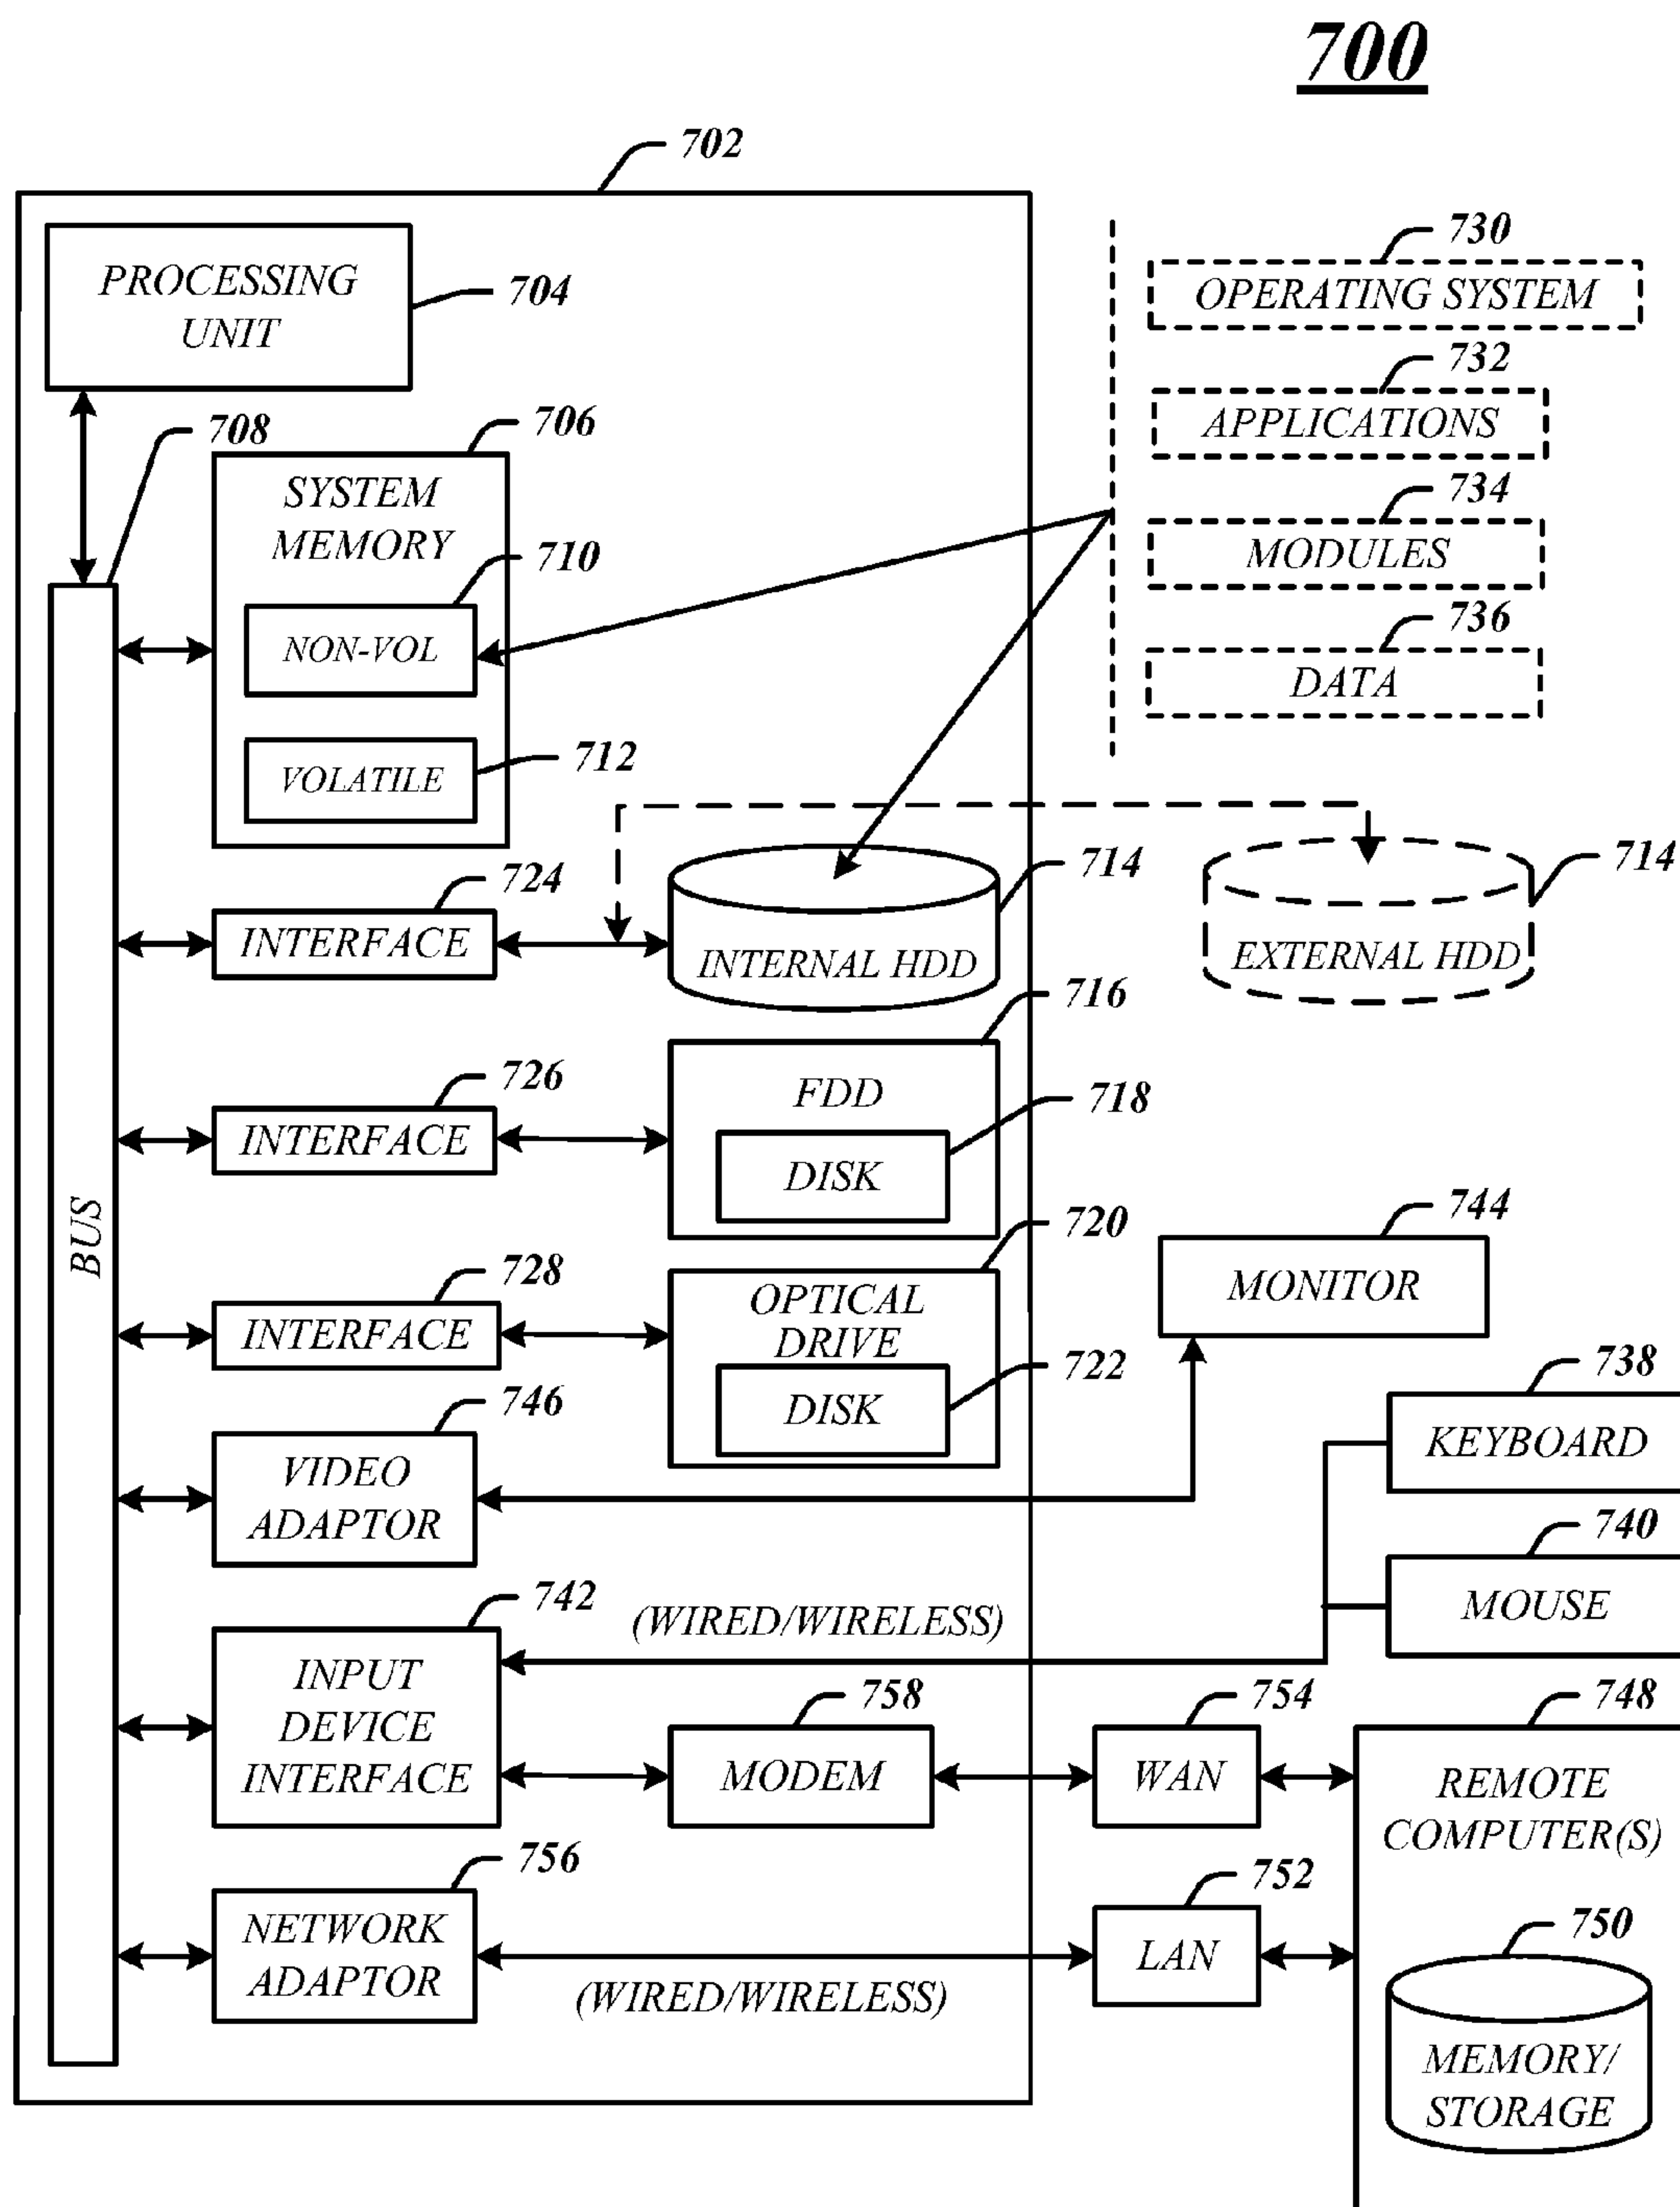 700
702
PROCESSING
UNIT
704
730
OPERATING SYSTEM
732
APPLICATIONS
734
MODULES
736
DATA
708
706
SYSTEM
MEMORY
710
NON-VOL
712
VOLATILE
BUS
724
INTERFACE
INTERNAL HDD
714
EXTERNAL HDD
714
716
726
INTERFACE
FDD
718
DISK
720
728
INTERFACE
OPTICAL
DRIVE
722
DISK
744
MONITOR
738
KEYBOARD
746
VIDEO
ADAPTOR
740
MOUSE
742
(WIRED/WIRELESS)
INPUT
DEVICE
INTERFACE
758
MODEM
754
WAN
748
REMOTE
COMPUTER(S)
756
NETWORK
ADAPTOR
(WIRED/WIRELESS)
752
LAN
750
MEMORY/
STORAGE